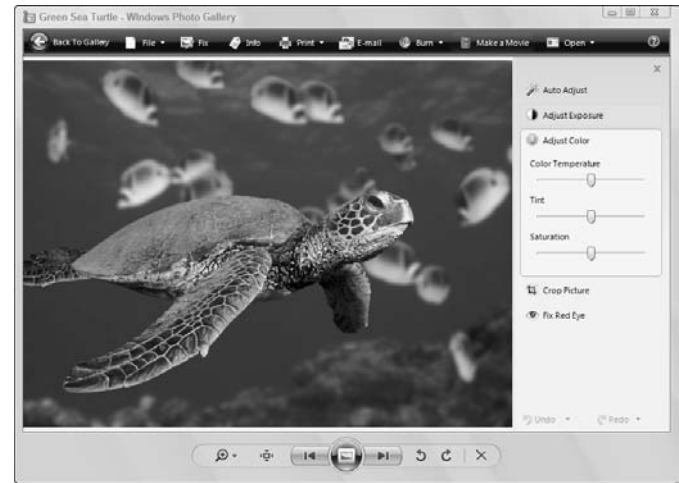 Green Sea Turtle - Windows Photo Gallery
Back To Gallery File Fix Info Print E-mail Burn Make a Movie Open
Auto Adjust
Adjust Exposure
Adjust Color
Color Temperature
Tint
Saturation
Crop Picture
Fix Red Eye
Undo Redo